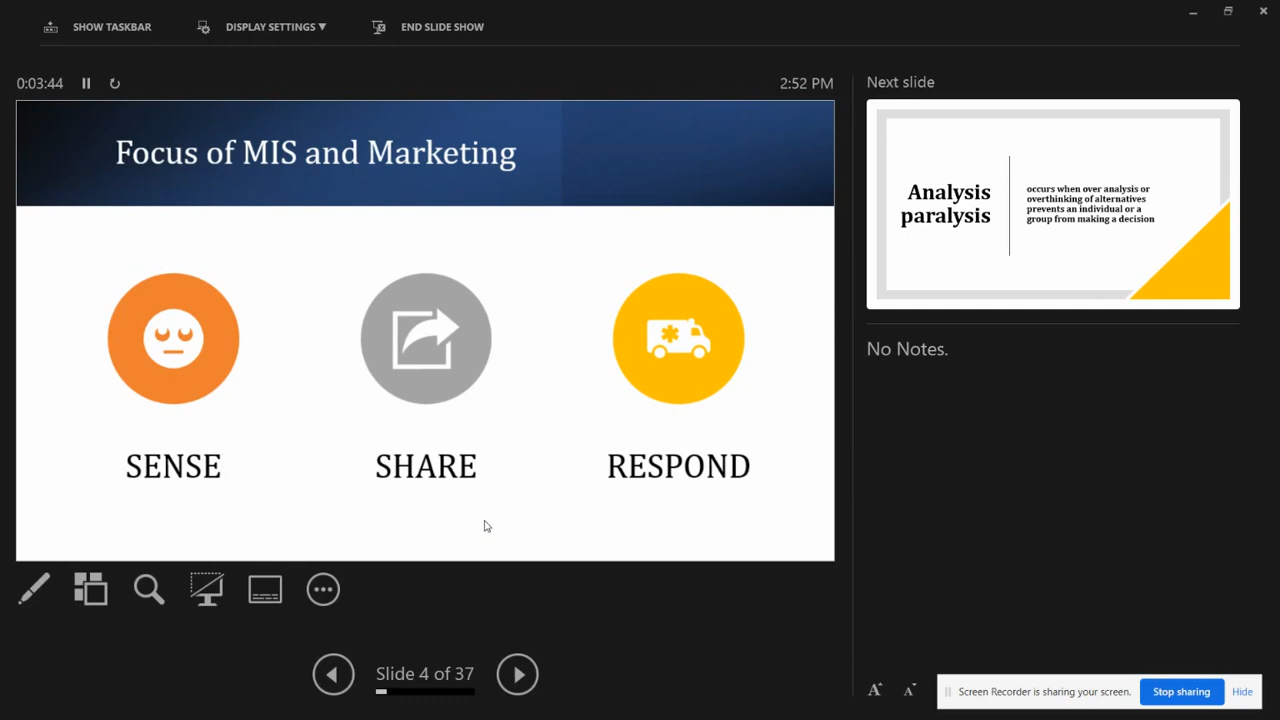 SHOW TASKBAR
DISPLAY SETTINGS ▼
END SLIDE SHOW
0:03:44
2:52 PM
Focus of MIS and Marketing
SENSE
SHARE
RESPOND
Slide 4 of 37
Next slide
Analysis
paralysis
occurs when over analysis or
overthinking of alternatives
prevents an individual or a
group from making a decision
No Notes.
A
A
Screen Recorder is sharing your screen.
Stop sharing
Hide